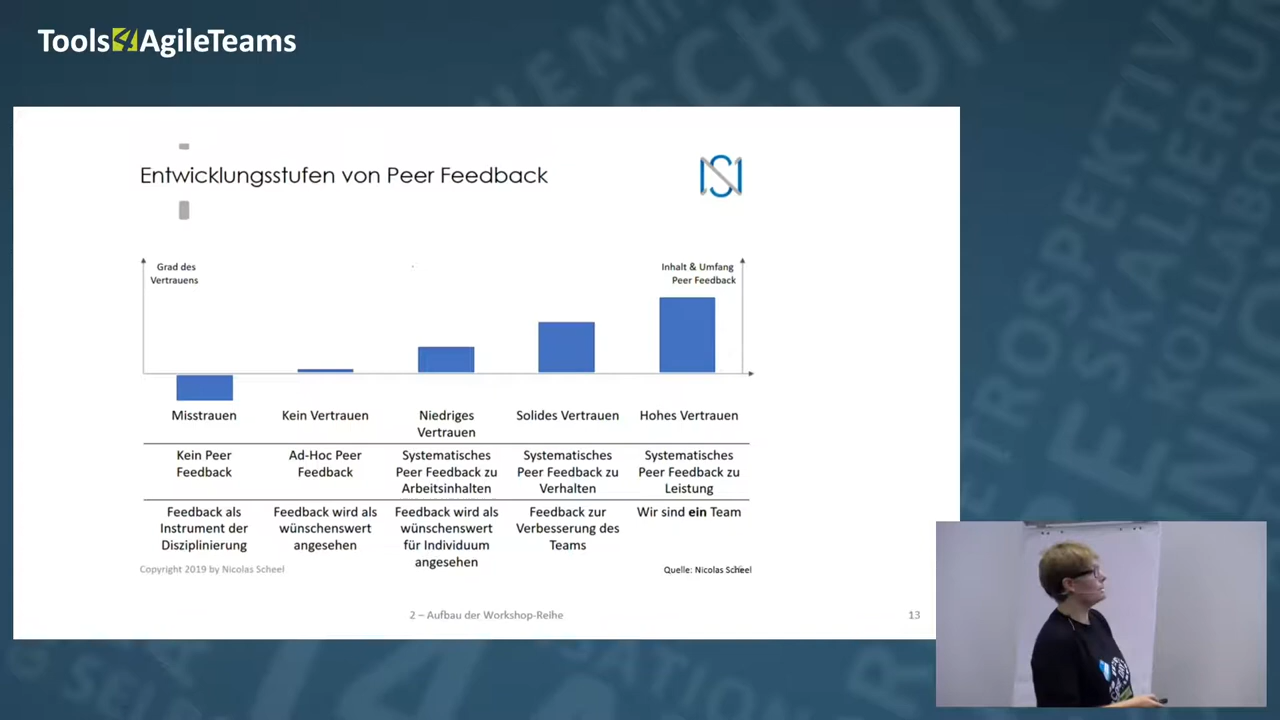 Tools4AgileTeams
Entwicklungsstufen von Peer Feedback
Grad des
Vertrauens
Inhalt & Umfang
Peer Feedback
Misstrauen
Kein Vertrauen
Niedriges
Vertrauen
Solides Vertrauen
Hohes Vertrauen
Kein Peer
Feedback
Ad-Hoc Peer
Feedback
Systematisches
Peer Feedback zu
Arbeitsinhalten
Systematisches
Peer Feedback zu
Verhalten
Systematisches
Peer Feedback zu
Leistung
Feedback als
Instrument der
Disziplinierung
Feedback wird als
wünschenswert
angesehen
Feedback wird als
wünschenswert
für Individuum
angesehen
Feedback zur
Verbesserung des
Teams
Wir sind ein Team
Copyright 2019 by Nicolas Scheel
Quelle: Nicolas Scheel
2 – Aufbau der Workshop-Reihe
13